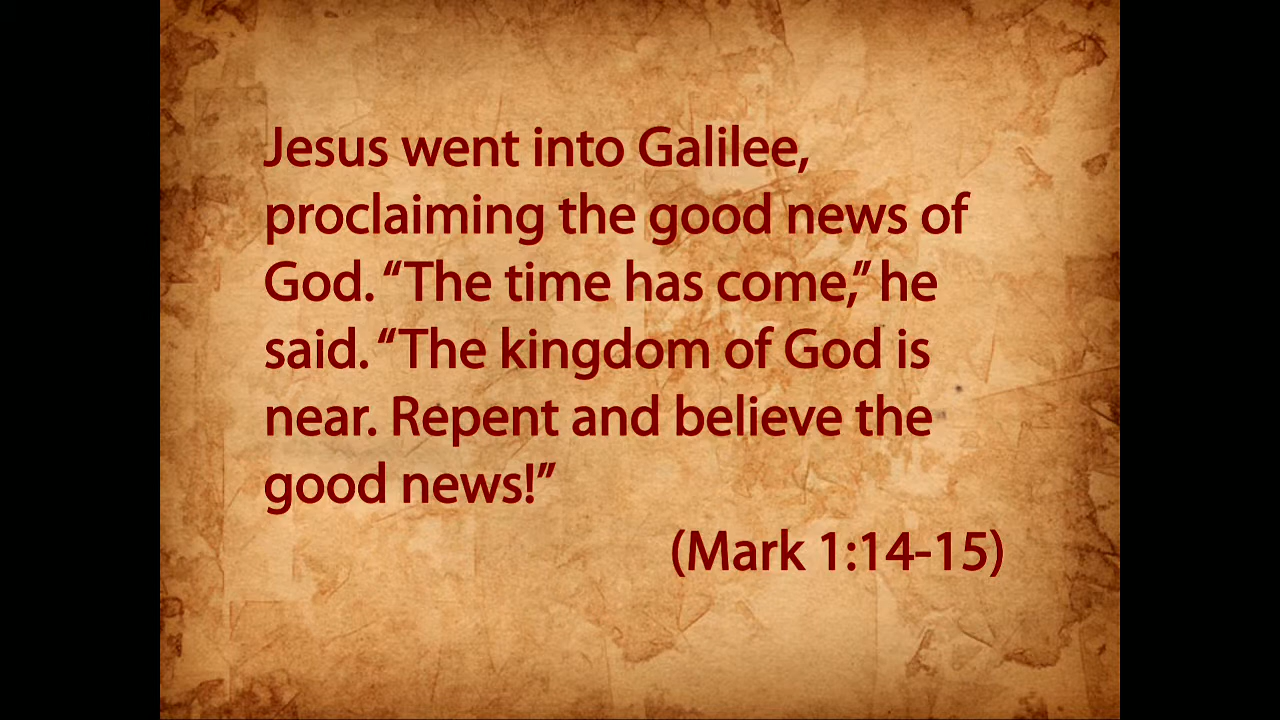 Jesus went into Galilee,
proclaiming the good news of
God. “The time has come,” he
said. “The kingdom of God is
near. Repent and believe the
good news!”
(Mark 1:14-15)